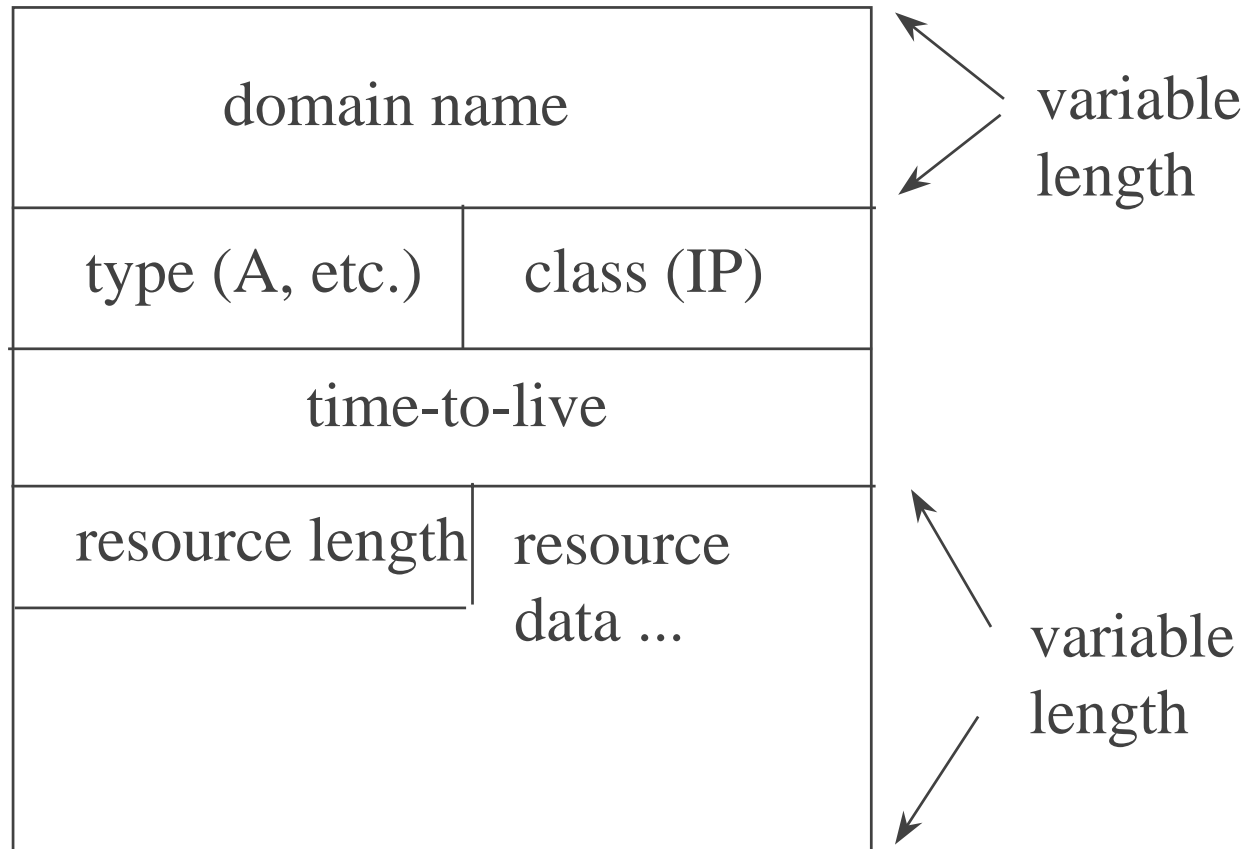 domain name
variable
length
type (A, etc.)
class (IP)
time-to-live
resource length
resource
data ...
variable
length